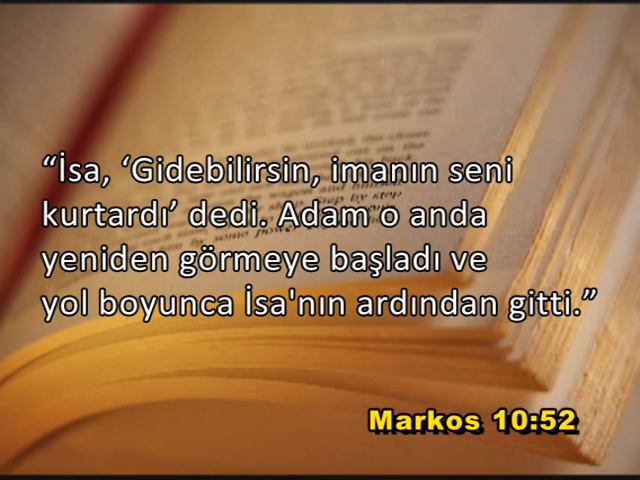 “İsa, ‘Gidebilirsin, imanın seni
kurtardı’ dedi. Adam o anda
yeniden görmeye başladı ve
yol boyunca İsa'nın ardından gitti.”
Markos 10:52